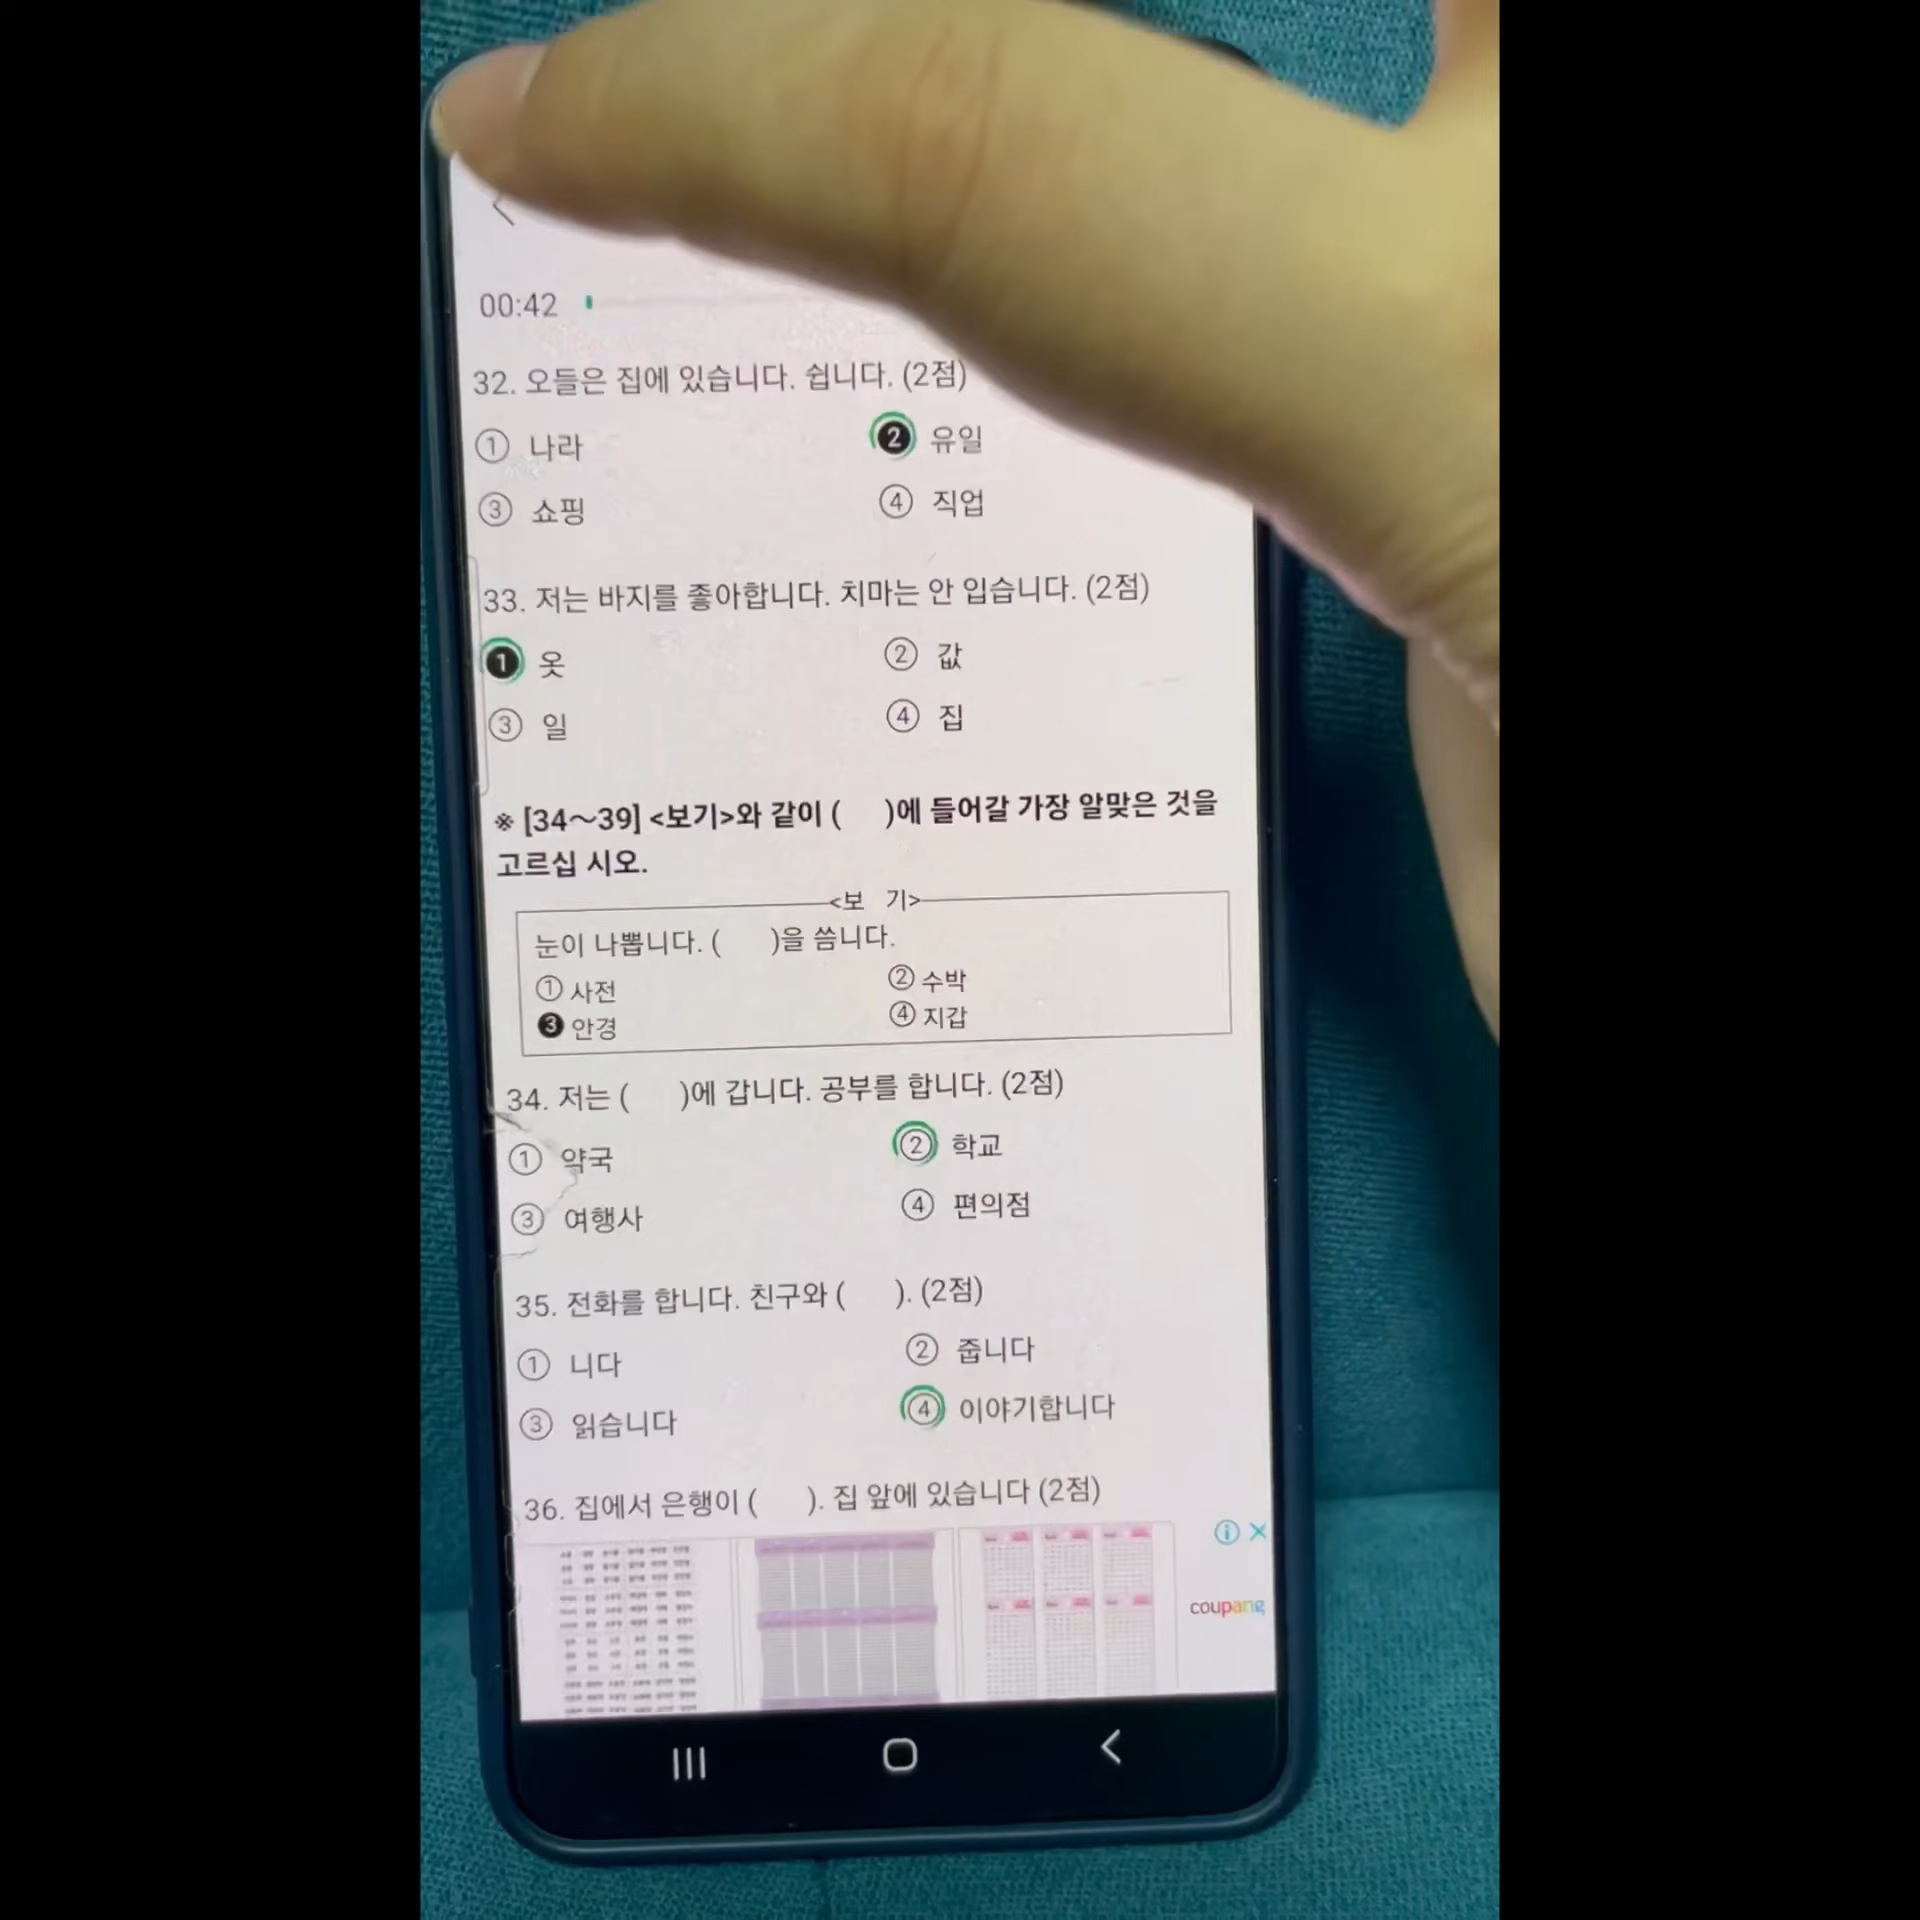 00:42
32. 오들은 집에 있습니다. 쉽니다. (2점)
① 나라
❷ 유일
③ 쇼핑
④ 직업
33. 저는 바지를 좋아합니다. 치마는 안 입습니다. (2점)
❶ 옷
② 값
③ 일
④ 집
※ [34~39] <보기>와 같이 (    )에 들어갈 가장 알맞은 것을
고르십 시오.
<보 기>
눈이 나쁩니다. (    )을 씀니다.
① 사전
② 수박
❸ 안경
④ 지갑
34. 저는 (    )에 갑니다. 공부를 합니다. (2점)
① 약국
② 학교
③ 여행사
④ 편의점
35. 전화를 합니다. 친구와 (    ). (2점)
① 니다
② 줍니다
③ 읽습니다
④ 이야기합니다
36. 집에서 은행이 (    ). 집 앞에 있습니다 (2점)
coupang